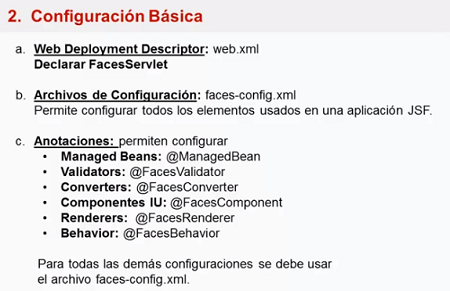 2. Configuración Básica
a. Web Deployment Descriptor: web.xml
Declarar FacesServlet
b. Archivos de Configuración: faces-config.xml
Permite configurar todos los elementos usados en una aplicación JSF.
c. Anotaciones: permiten configurar
• Managed Beans: @ManagedBean
• Validators: @FacesValidator
• Converters: @FacesConverter
• Componentes IU: @FacesComponent
• Renderers: @FacesRenderer
• Behavior: @FacesBehavior
Para todas las demás configuraciones se debe usar
el archivo faces-config.xml.